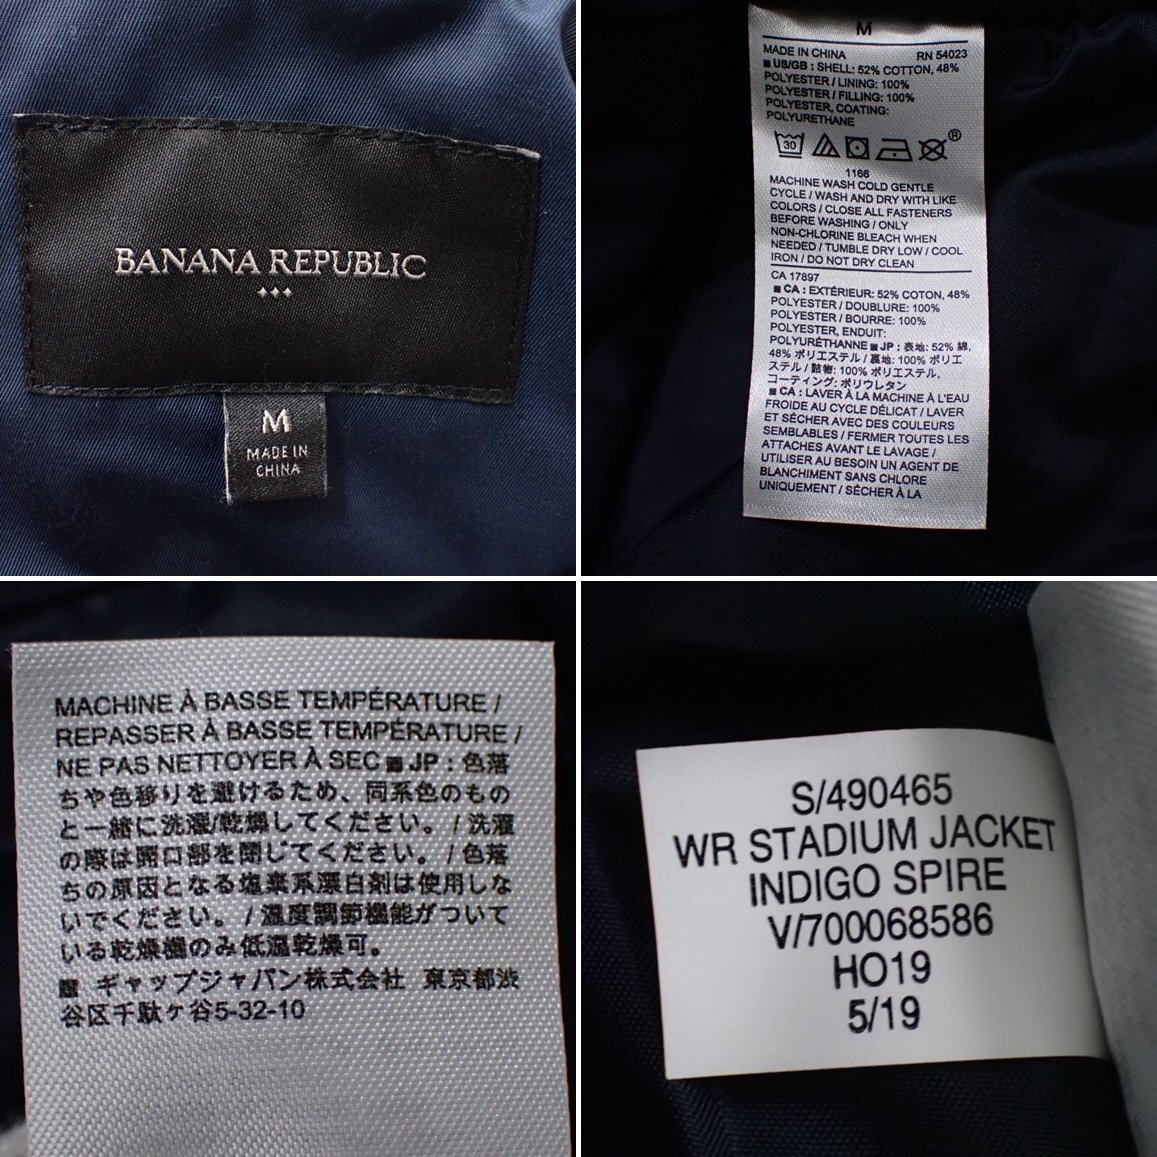 BANANA REPUBLIC
M
MADE IN
CHINA
M
MADE IN CHINA RN 54023
■ US/GB : SHELL: 52% COTTON, 48%
POLYESTER / LINING: 100%
POLYESTER / FILLING: 100%
POLYESTER, COATING:
POLYURETHANE
30 ®
1166
MACHINE WASH COLD GENTLE
CYCLE / WASH AND DRY WITH LIKE
COLORS / CLOSE ALL FASTENERS
BEFORE WASHING / ONLY
NON-CHLORINE BLEACH WHEN
NEEDED / TUMBLE DRY LOW / COOL
IRON / DO NOT DRY CLEAN
CA 17897
■ CA : EXTÉRIEUR: 52% COTON, 48%
POLYESTER / DOUBLURE: 100%
POLYESTER / BOURRE: 100%
POLYESTER, ENDUIT:
POLYURÉTHANNE ■ JP : 表地: 52% 綿,
48% ポリエステル / 裏地: 100% ポリエ
ステル / 詰物: 100% ポリエステル,
コーティング: ポリウレタン
■ CA : LAVER À LA MACHINE À L'EAU
FROIDE AU CYCLE DÉLICAT / LAVER
ET SÉCHER AVEC DES COULEURS
SEMBLABLES / FERMER TOUTES LES
ATTACHES AVANT LE LAVAGE /
UTILISER AU BESOIN UN AGENT DE
BLANCHIMENT SANS CHLORE
UNIQUEMENT / SÉCHER À LA
MACHINE À BASSE TEMPÉRATURE /
REPASSER À BASSE TEMPÉRATURE /
NE PAS NETTOYER À SEC ■ JP : 色落
ちや色移りを避けるため、同系色のもの
と一緒に洗濯/乾燥してください。/ 洗濯
の際は開口部を閉じてください。/ 色落
ちの原因となる塩素系漂白剤は使用しな
いでください。/ 温度調節機能がついて
いる乾燥機のみ低温乾燥可。
■ ギャップジャパン株式会社 東京都渋
谷区千駄ケ谷5-32-10
S/490465
WR STADIUM JACKET
INDIGO SPIRE
V/700068586
HO19
5/19